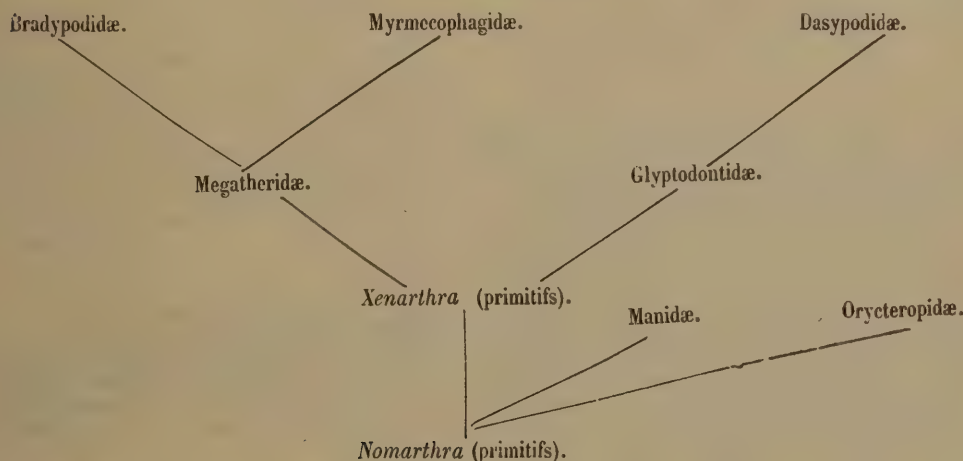 Bradypodidæ. Myrmecophagidæ. Dasypodidæ.
Megatheridæ. Glyptodontidæ.
Xenarthra (primitifs).
Manidæ. Orycteropidæ.
Nomarthra (primitifs).